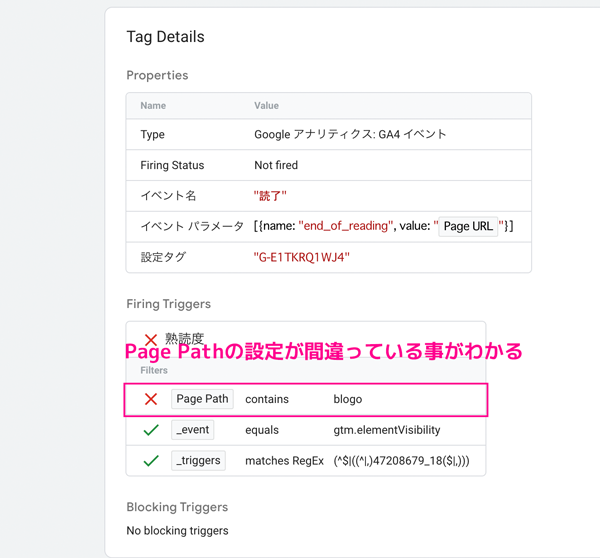 Tag Details
Properties
Name Value
Type Google アナリティクス: GA4 イベント
Firing Status Not fired
イベント名 "読了"
イベント パラメータ [{name: "end_of_reading", value: "Page URL"}]
設定タグ "G-E1TKRQ1WJ4"
Firing Triggers
熟読度
Page Pathの設定が間違っている事がわかる
Filters
Page Path contains blogo
_event equals gtm.elementVisibility
_triggers matches RegEx (^$|((^|,)47208679_18($|,)))
Blocking Triggers
No blocking triggers